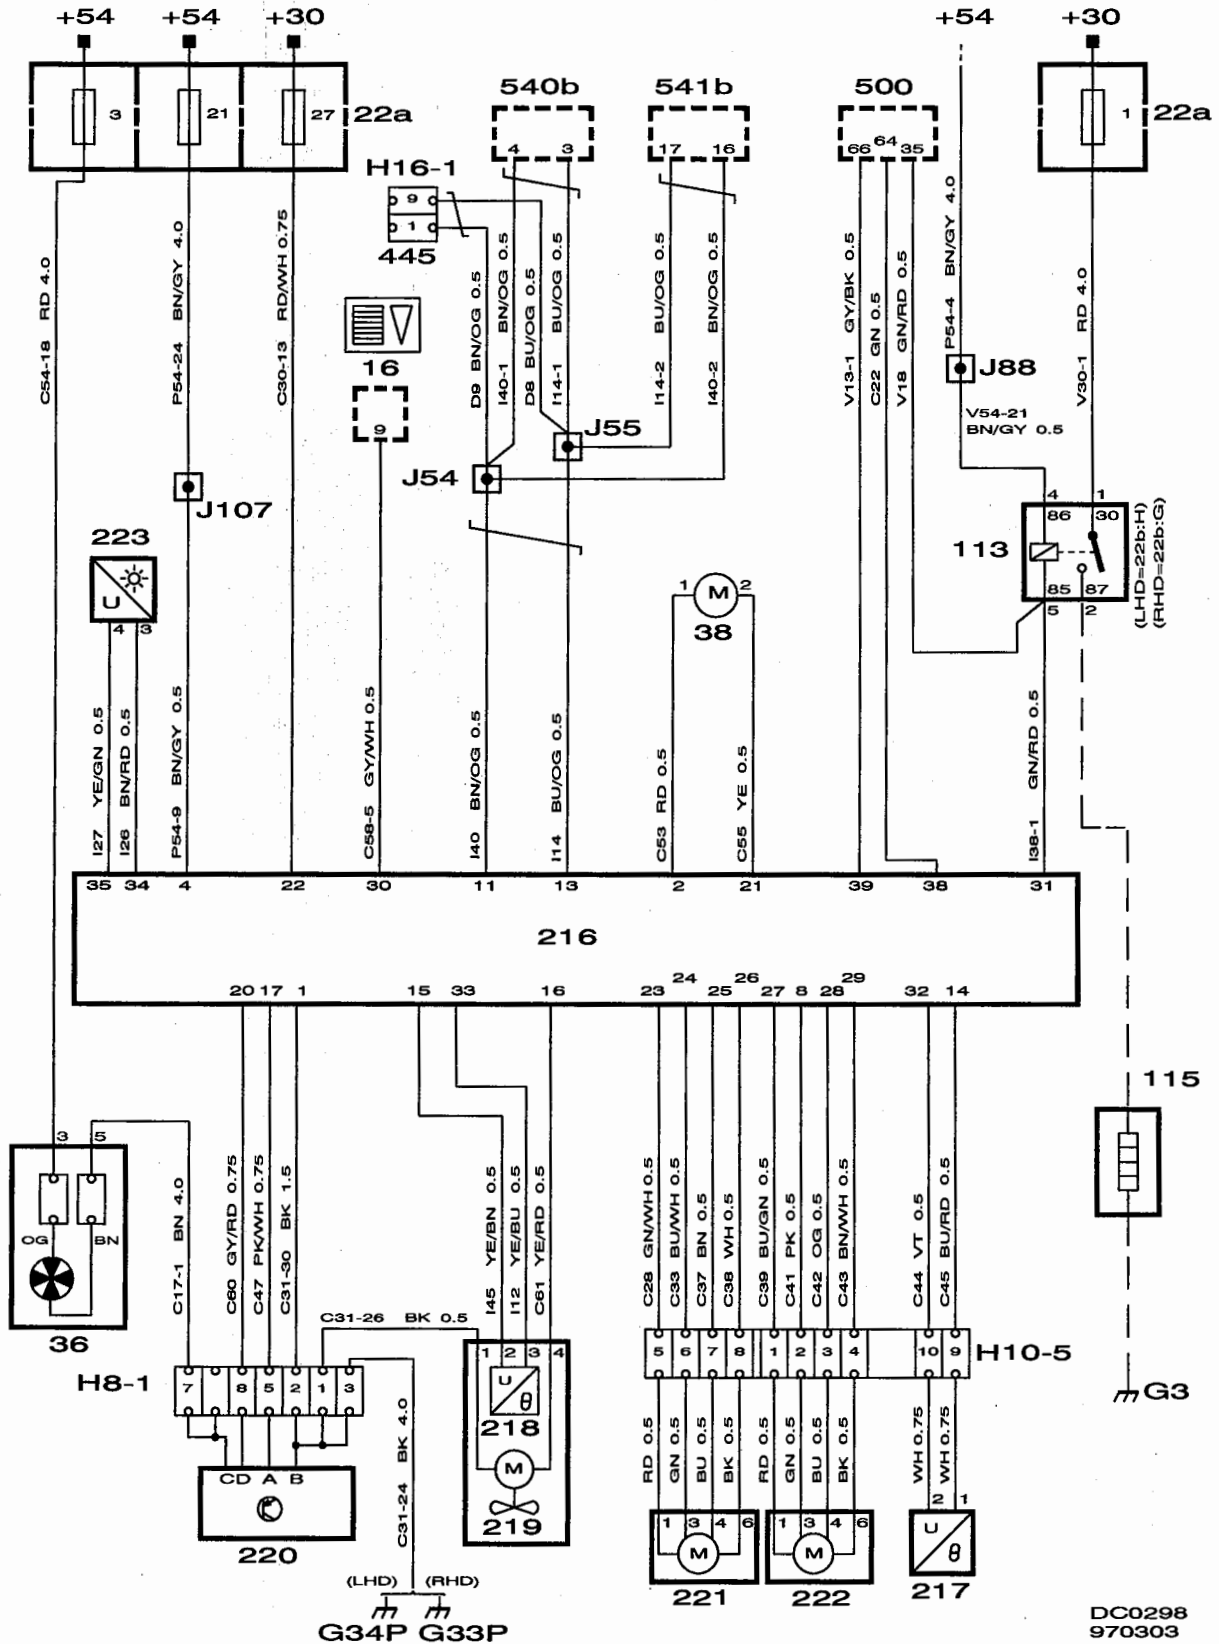 +54 +54 +30 +54 +30
3 21 27 22a
540b 541b 500
1 22a
4 3 17 16 66 64 35
H16-1
9
1
445
16
9
C54-18 RD 4.0
P54-24 BN/GY 4.0
C30-13 RD/WH 0.75
D9 BN/OG 0.5
I40-1 BN/OG 0.5
D8 BU/OG 0.5
I14-1 BU/OG 0.5
I14-2 BU/OG 0.5
I40-2 BN/OG 0.5
V13-1 GY/BK 0.5
C22 GN 0.5
V18 GN/RD 0.5
P54-4 BN/GY 4.0
V30-1 RD 4.0
J88
V54-21
BN/GY 0.5
J55
J54
J107
4 1
86 30
113
85 87
5 2
(LHD=22b:H)
(RHD=22b:G)
223
U
4 3
1 M 2
38
I27 YE/GN 0.5
I26 BN/RD 0.5
P54-9 BN/GY 0.5
C58-5 GY/WH 0.5
I40 BN/OG 0.5
I14 BU/OG 0.5
C53 RD 0.5
C55 YE 0.5
I38-1 GN/RD 0.5
35 34 4 22 30 11 13 2 21 39 38 31
216
20 17 1 15 33 16 23 24 25 26 27 8 28 29 32 14
115
3 5
OG BN
36
C17-1 BN 4.0
C60 GY/RD 0.75
C47 PK/WH 0.75
C31-30 BK 1.5
I45 YE/BN 0.5
I12 YE/BU 0.5
C61 YE/RD 0.5
C28 GN/WH 0.5
C33 BU/WH 0.5
C37 BN 0.5
C38 WH 0.5
C39 BU/GN 0.5
C41 PK 0.5
C42 OG 0.5
C43 BN/WH 0.5
C44 VT 0.5
C45 BU/RD 0.5
C31-26 BK 0.5
H8-1
7 8 5 2 1 3
1 2 3 4
U
θ
218
M
219
5 6 7 8 1 2 3 4 10 9
H10-5
G3
C31-24 BK 4.0
CD A B
220
RD 0.5
GN 0.5
BU 0.5
BK 0.5
RD 0.5
GN 0.5
BU 0.5
BK 0.5
WH 0.75
WH 0.75
1 3 4 6
M
221
1 3 4 6
M
222
2 1
U
θ
217
(LHD) (RHD)
G34P G33P
DC0298
970303